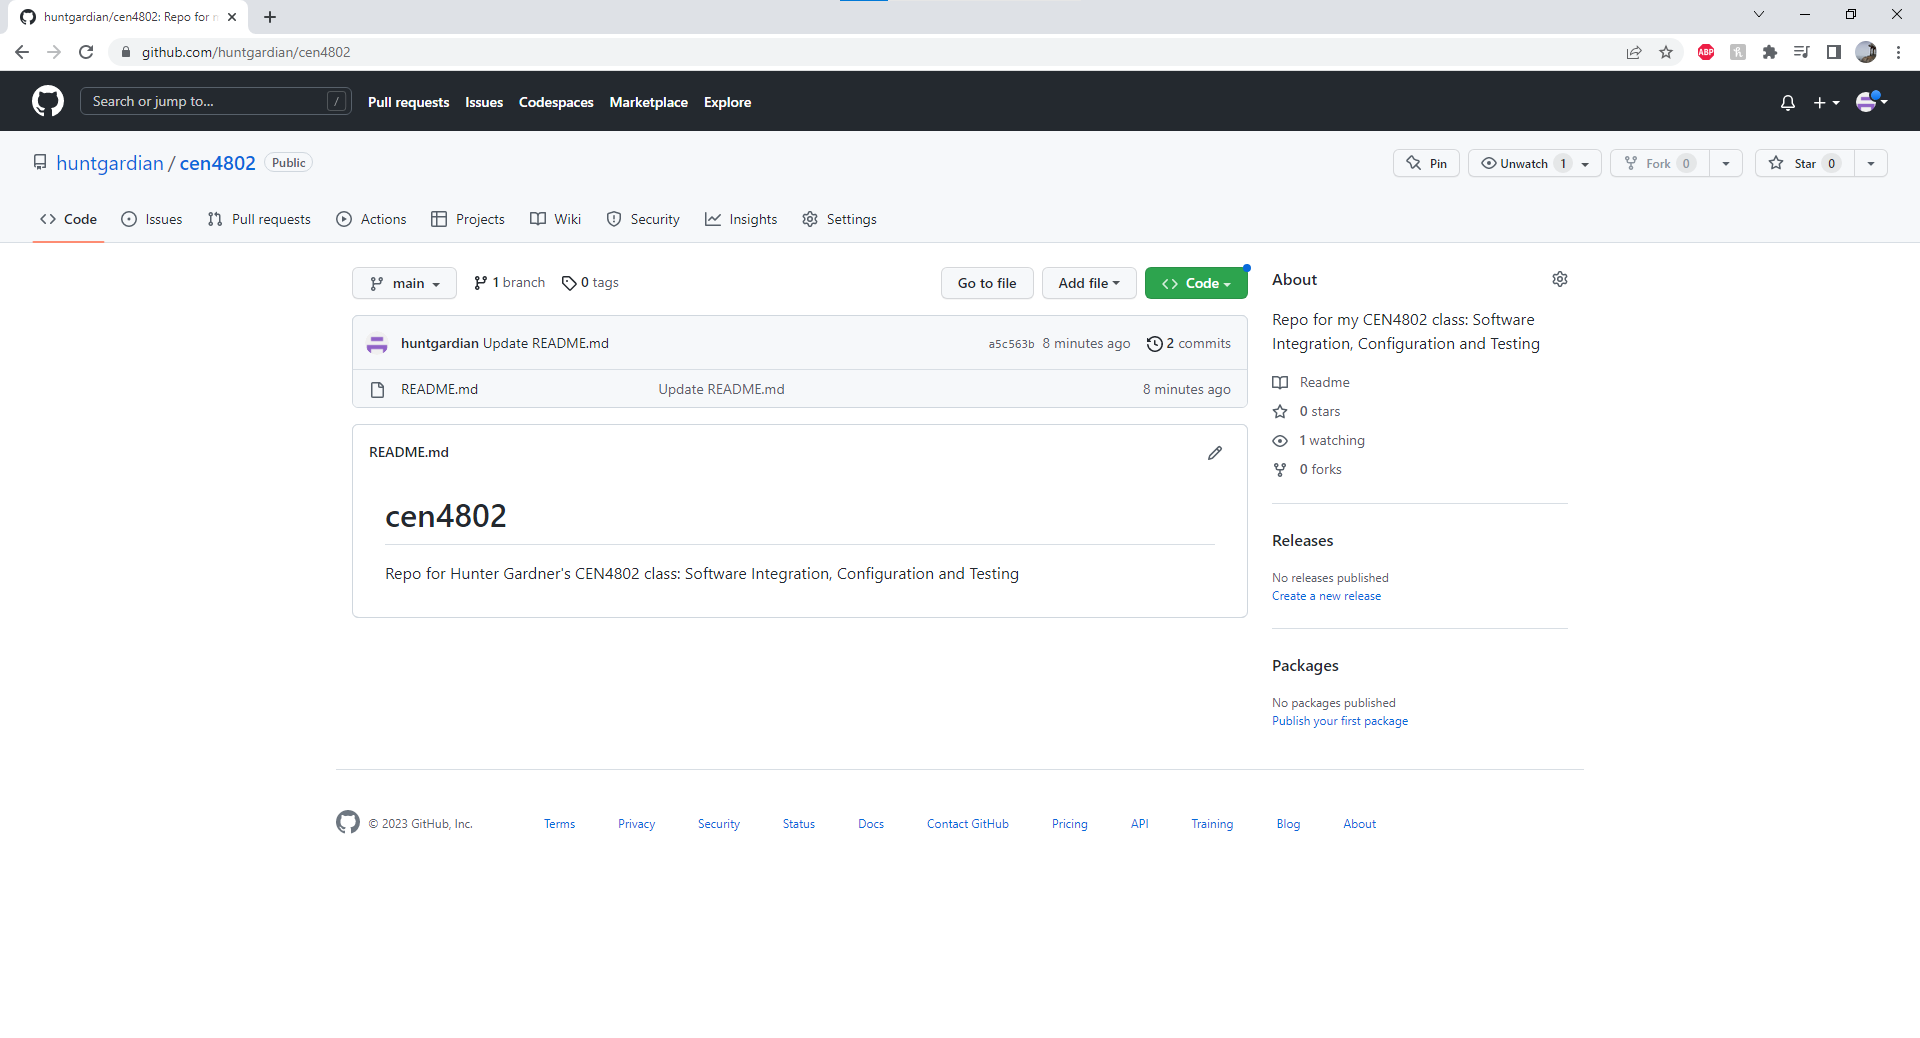 huntgardian/cen4802: Repo for m
github.com/huntgardian/cen4802
ABP
Search or jump to... /
Pull requests Issues Codespaces Marketplace Explore
huntgardian / cen4802 Public
Pin Unwatch 1 Fork 0 Star 0
Code Issues Pull requests Actions Projects Wiki Security Insights Settings
main 1 branch 0 tags Go to file Add file Code
huntgardian Update README.md a5c563b 8 minutes ago 2 commits
README.md Update README.md 8 minutes ago
README.md
cen4802
Repo for Hunter Gardner's CEN4802 class: Software Integration, Configuration and Testing
About
Repo for my CEN4802 class: Software
Integration, Configuration and Testing
Readme
0 stars
1 watching
0 forks
Releases
No releases published
Create a new release
Packages
No packages published
Publish your first package
© 2023 GitHub, Inc. Terms Privacy Security Status Docs Contact GitHub Pricing API Training Blog About